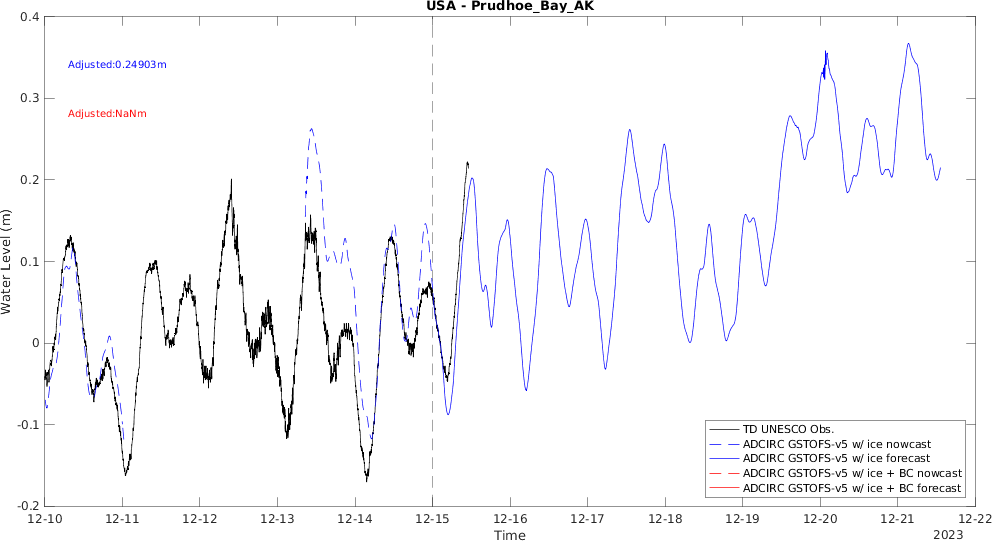 USA - Prudhoe_Bay_AK
0.4
Adjusted:0.24903m
0.3
Adjusted:NaNm
0.2
0.1
0
-0.1
-0.2
Water Level (m)
TD UNESCO Obs.
ADCIRC GSTOFS-v5 w/ ice nowcast
ADCIRC GSTOFS-v5 w/ ice forecast
ADCIRC GSTOFS-v5 w/ ice + BC nowcast
ADCIRC GSTOFS-v5 w/ ice + BC forecast
12-10 12-11 12-12 12-13 12-14 12-15 12-16 12-17 12-18 12-19 12-20 12-21 12-22
Time
2023